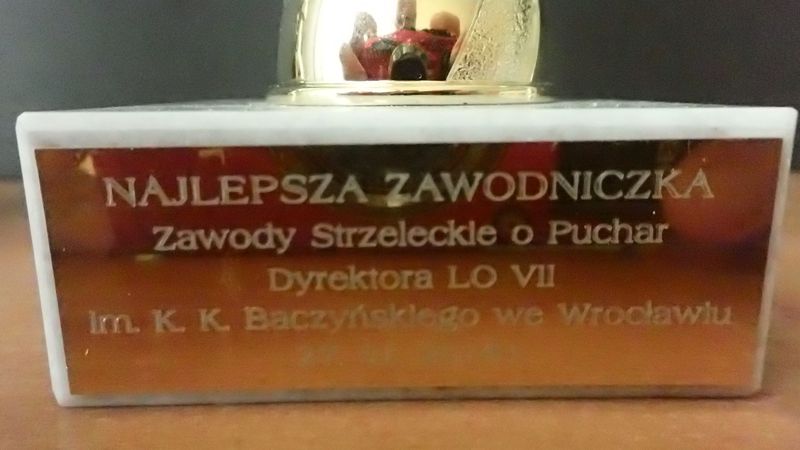 NAJLEPSZA ZAWODNICZKA
Zawody Strzeleckie o Puchar
Dyrektora LO VII
im. K. K. Baczyńskiego we Wrocławiu